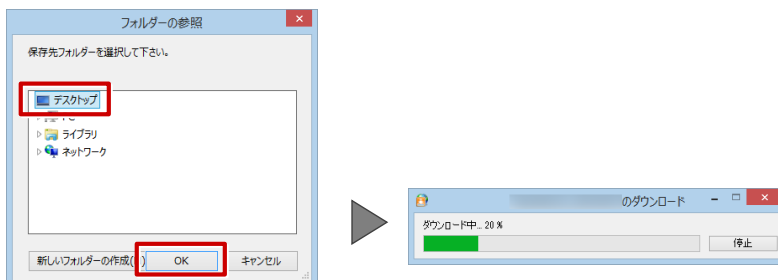 フォルダーの参照
保存先フォルダーを選択して下さい。
デスクトップ
ライブラリ
ネットワーク
新しいフォルダーの作成(
OK
キャンセル
のダウンロード
ダウンロード中... 20 %
停止